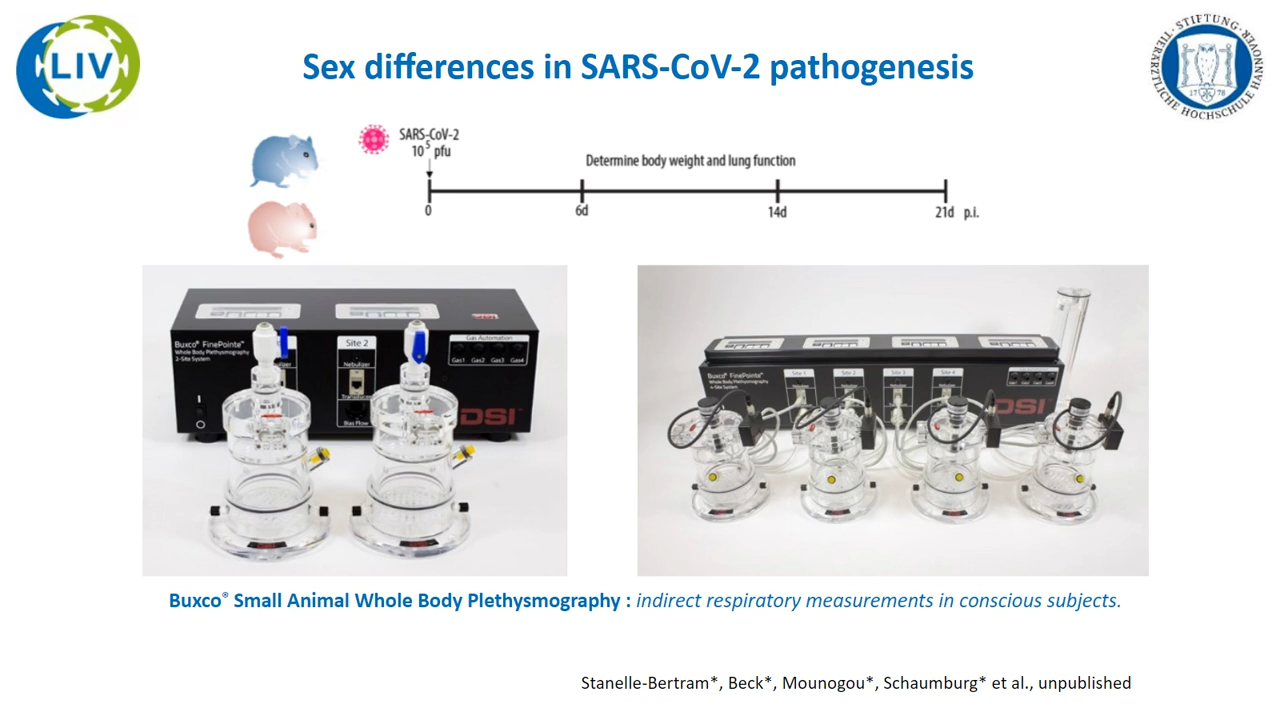 LIV
Sex differences in SARS-CoV-2 pathogenesis
STIFTUNG · TIERÄRZTLICHE HOCHSCHULE HANNOVER
17 78
SARS-CoV-2
10⁵ pfu
Determine body weight and lung function
0 6d 14d 21d p.i.
Buxco® FinePointe™
Whole Body Plethysmography
2-Site System
Site 2
Nebulizer
Transducer
Bias Flow
Gas Automation
Gas1 Gas2 Gas3 Gas4
DSI
Buxco® FinePointe™
Whole Body Plethysmography
4-Site System
Site 1 Site 2 Site 3 Site 4
DSI
Buxco® Small Animal Whole Body Plethysmography : indirect respiratory measurements in conscious subjects.
Stanelle-Bertram*, Beck*, Mounogou*, Schaumburg* et al., unpublished